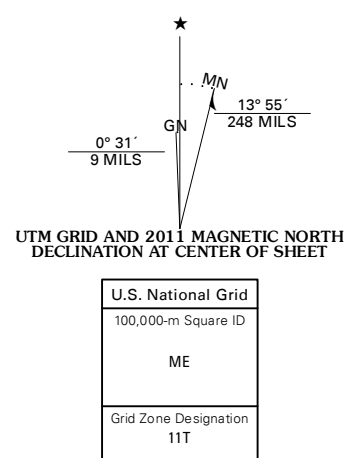 ★
MN
GN
13° 55´
248 MILS
0° 31´
9 MILS
UTM GRID AND 2011 MAGNETIC NORTH
DECLINATION AT CENTER OF SHEET
U.S. National Grid
100,000-m Square ID
ME
Grid Zone Designation
11T